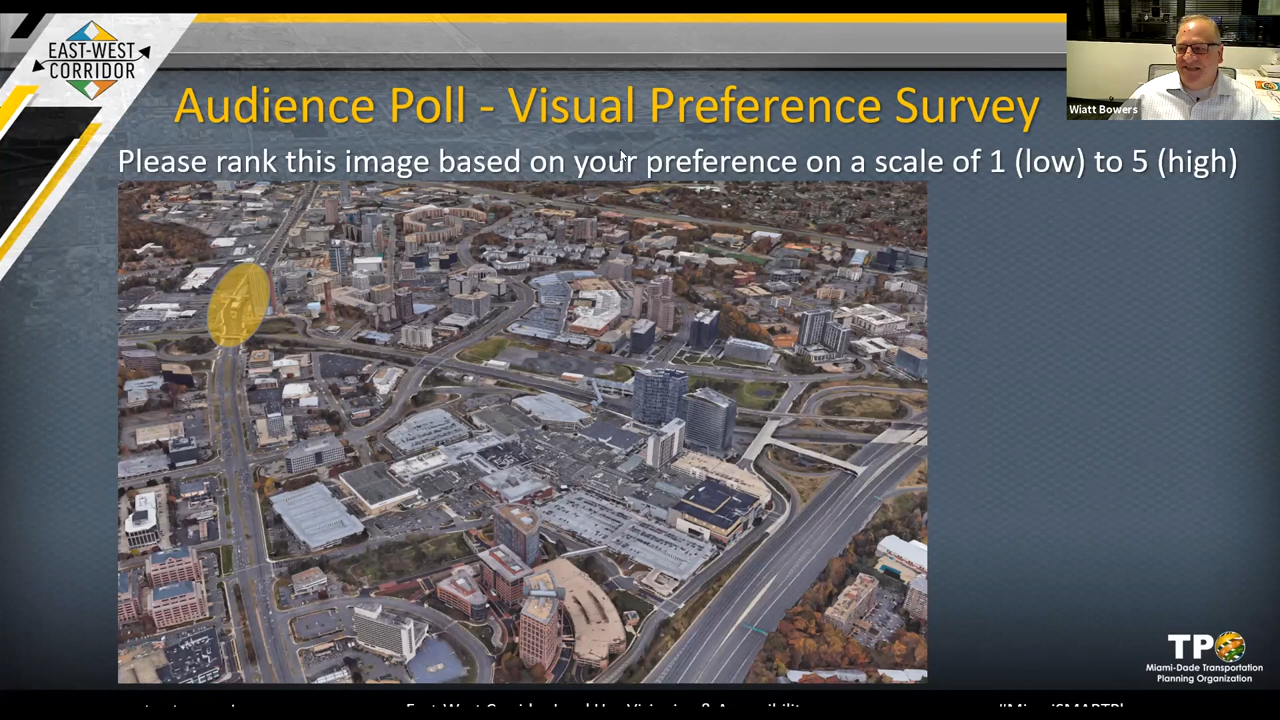 EAST-WEST
CORRIDOR
Audience Poll - Visual Preference Survey
Wiatt Bowers
Please rank this image based on your preference on a scale of 1 (low) to 5 (high)
TPO
Miami-Dade Transportation
Planning Organization